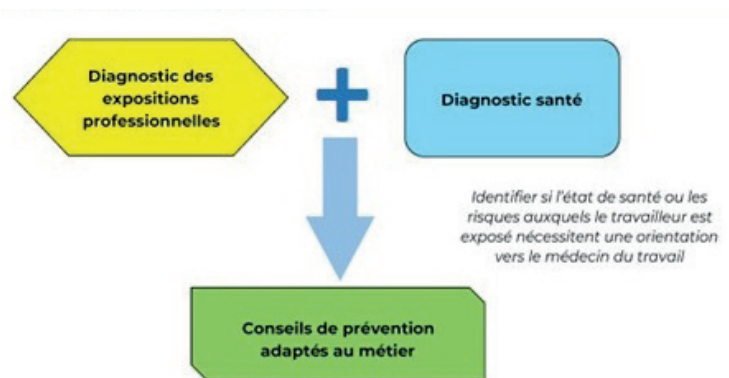 Diagnostic des
expositions
professionnelles
Diagnostic santé
Identifier si l'état de santé ou les
risques auxquels le travailleur est
exposé nécessitent une orientation
vers le médecin du travail
Conseils de prévention
adaptés au métier